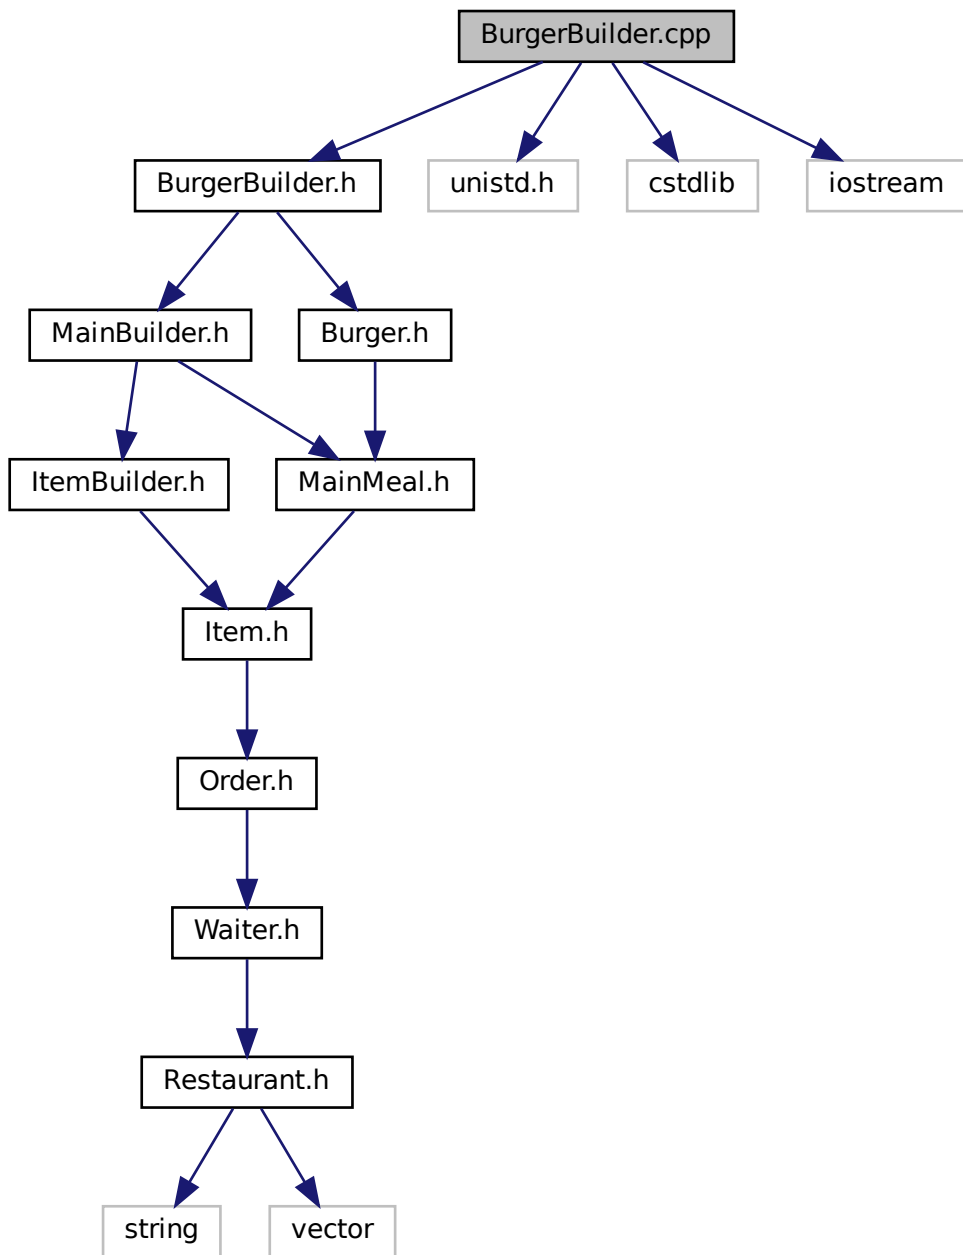 BurgerBuilder.cpp
BurgerBuilder.h
unistd.h
cstdlib
iostream
MainBuilder.h
Burger.h
ItemBuilder.h
MainMeal.h
Item.h
Order.h
Waiter.h
Restaurant.h
string
vector